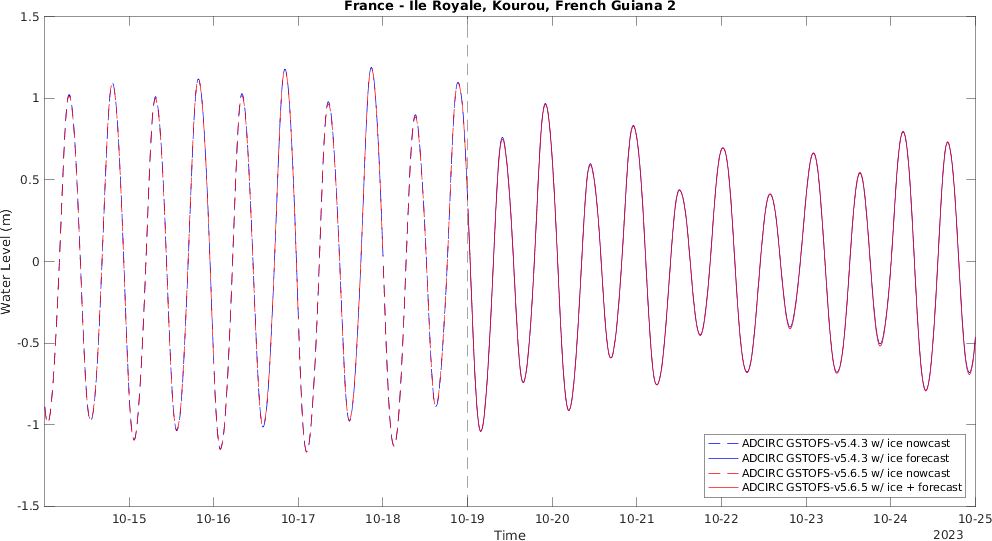 France - Ile Royale, Kourou, French Guiana 2
1.5
1
0.5
0
-0.5
-1
-1.5
Water Level (m)
ADCIRC GSTOFS-v5.4.3 w/ ice nowcast
ADCIRC GSTOFS-v5.4.3 w/ ice forecast
ADCIRC GSTOFS-v5.6.5 w/ ice nowcast
ADCIRC GSTOFS-v5.6.5 w/ ice + forecast
10-15 10-16 10-17 10-18 10-19 10-20 10-21 10-22 10-23 10-24 10-25
Time
2023